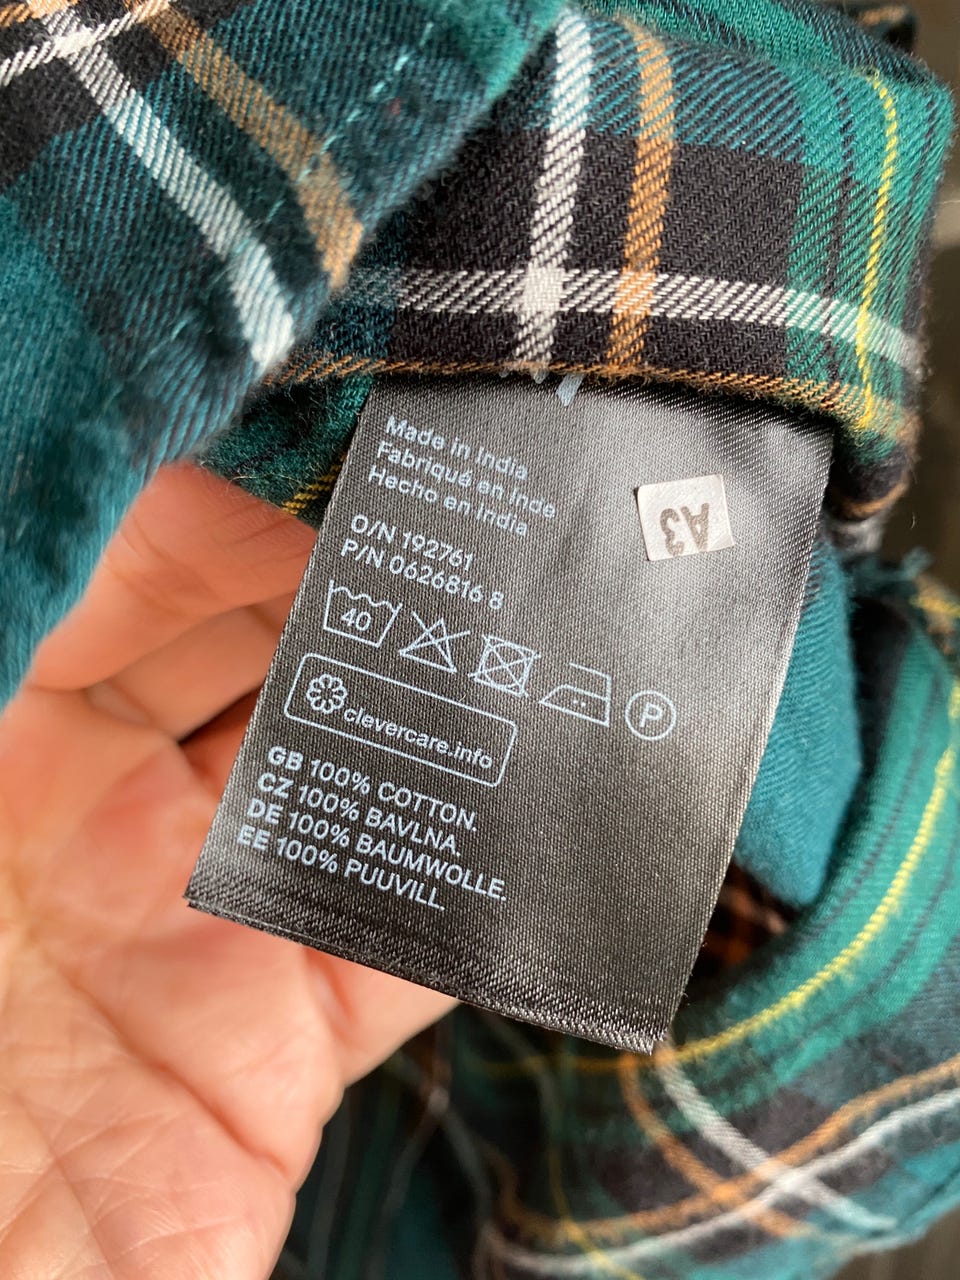 Made in India
Fabriqué en Inde
Hecho en India
O/N 192761
P/N 0626816 8
40
P
clevercare.info
GB 100% COTTON.
CZ 100% BAVLNA.
DE 100% BAUMWOLLE.
EE 100% PUUVILL.
A3